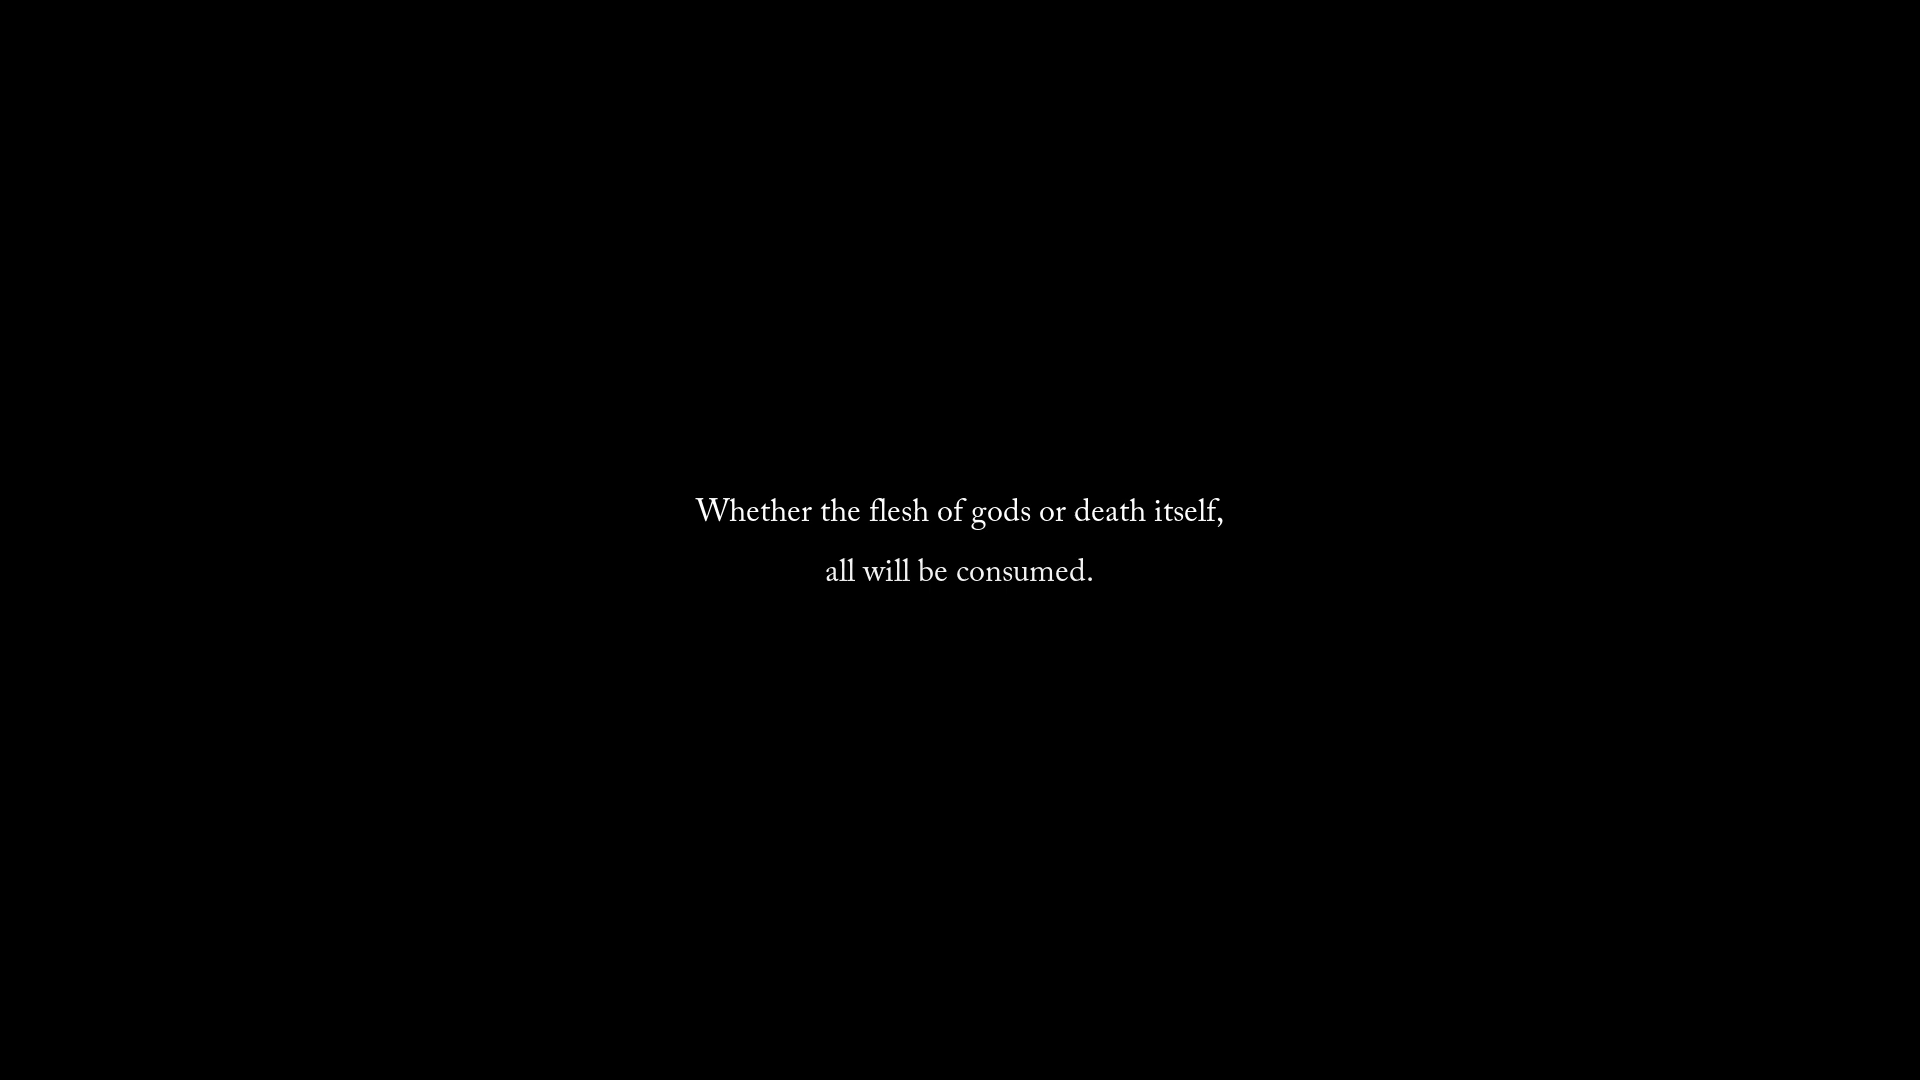 Whether the flesh of gods or death itself,
all will be consumed.